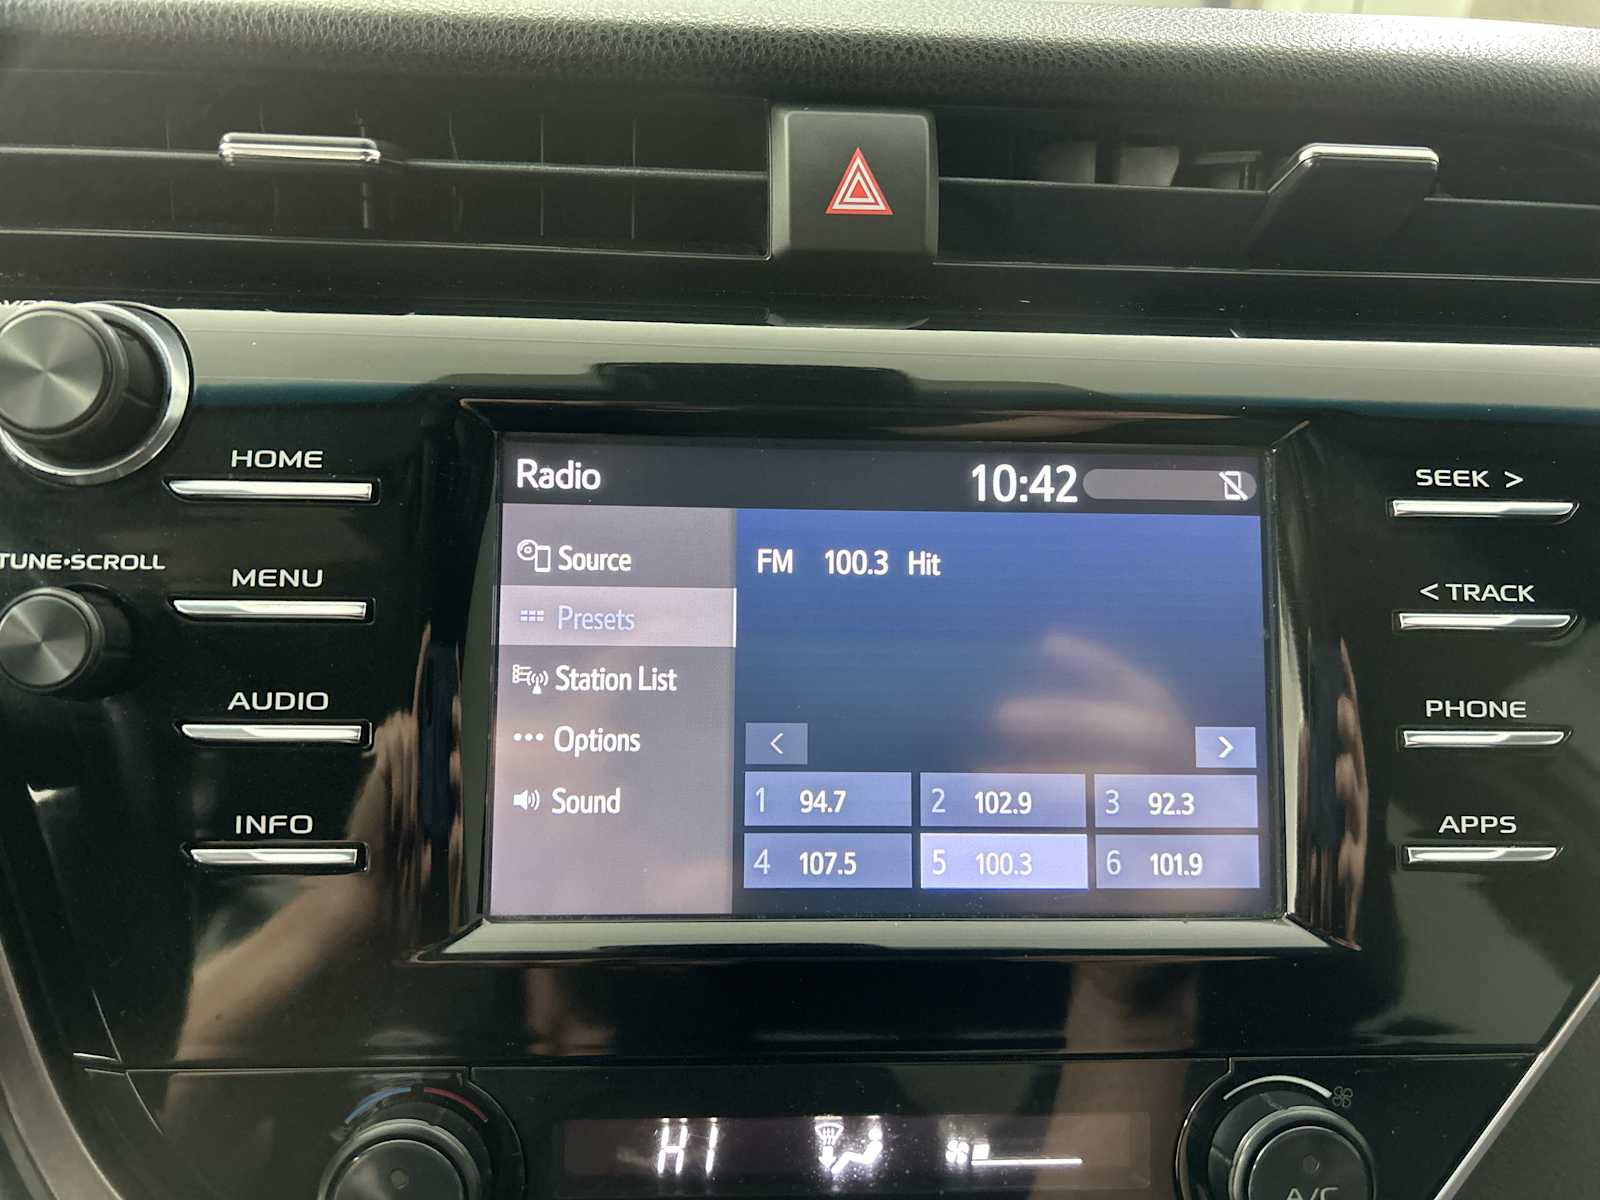 HOME
TUNE•SCROLL
MENU
AUDIO
INFO
Radio 10:42
Source
Presets
Station List
Options
Sound
FM 100.3 Hit
< >
1 94.7 2 102.9 3 92.3
4 107.5 5 100.3 6 101.9
SEEK >
< TRACK
PHONE
APPS
HI
A/C